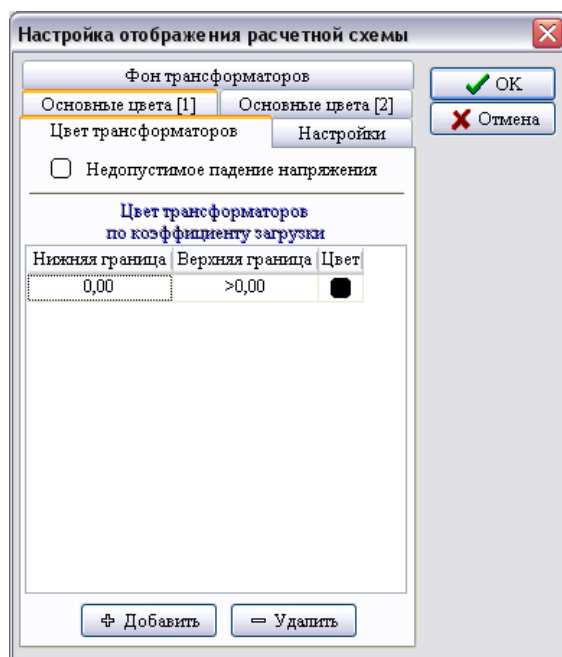 Настройка отображения расчетной схемы
Фон трансформаторов
Основные цвета [1] Основные цвета [2]
Цвет трансформаторов Настройки
OK
Отмена
Недопустимое падение напряжения
Цвет трансформаторов
по коэффициенту загрузки
Нижняя граница Верхняя граница Цвет
0,00 >0,00
Добавить Удалить